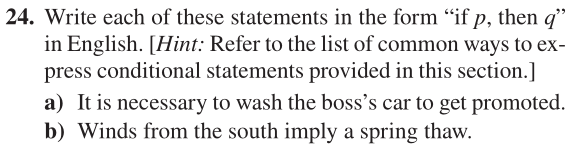 24. Write each of these statements in the form “if p, then q”
in English. [Hint: Refer to the list of common ways to ex-
press conditional statements provided in this section.]
a) It is necessary to wash the boss’s car to get promoted.
b) Winds from the south imply a spring thaw.